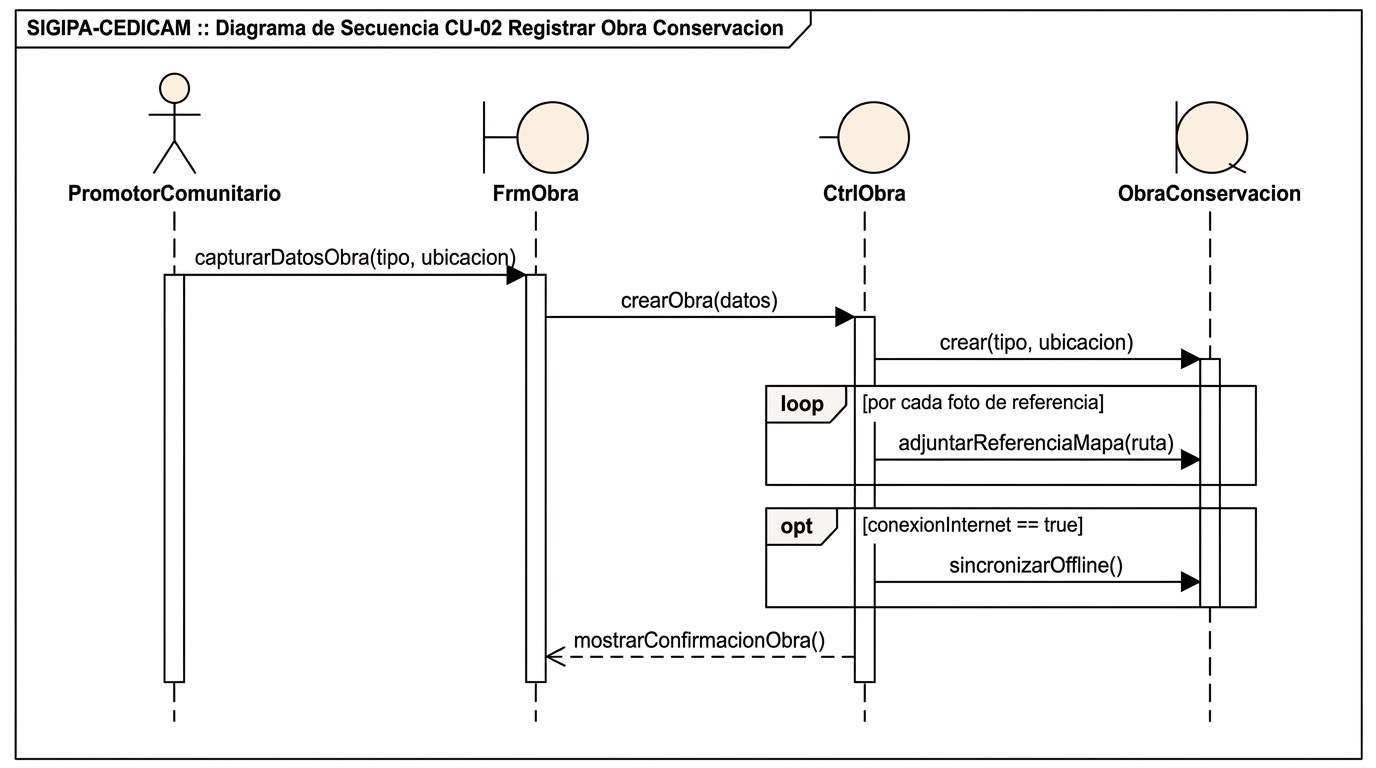 SIGIPA-CEDICAM :: Diagrama de Secuencia CU-02 Registrar Obra Conservacion
PromotorComunitario
FrmObra
CtrlObra
ObraConservacion
capturarDatosObra(tipo, ubicacion)
crearObra(datos)
crear(tipo, ubicacion)
loop
[por cada foto de referencia]
adjuntarReferenciaMapa(ruta)
opt
[conexionInternet == true]
sincronizarOffline()
mostrarConfirmacionObra()